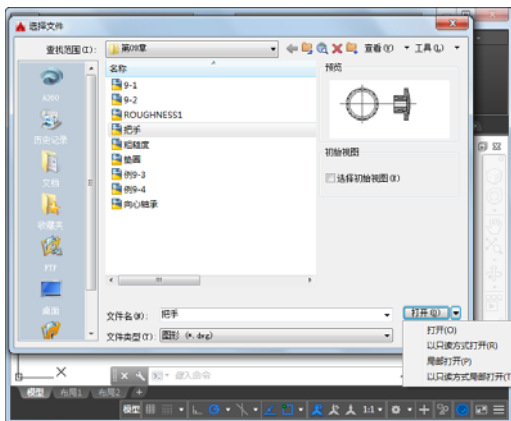 选择文件
查找范围(I): 第09章 查看(V) 工具(L)
名称 预览
9-1
9-2
ROUGHNESS1
把手
粗糙度
垫圈
例9-3
例9-4
向心轴承
A360
历史记录
文档
收藏夹
FTP
桌面
初始视图
选择初始视图(E)
文件名(N): 把手 打开(O)
文件类型(T): 图形 (*.dwg)
打开(O)
以只读方式打开(R)
局部打开(P)
以只读方式局部打开(T
X 键入命令
模型 布局1 布局2 +
模型 1:1